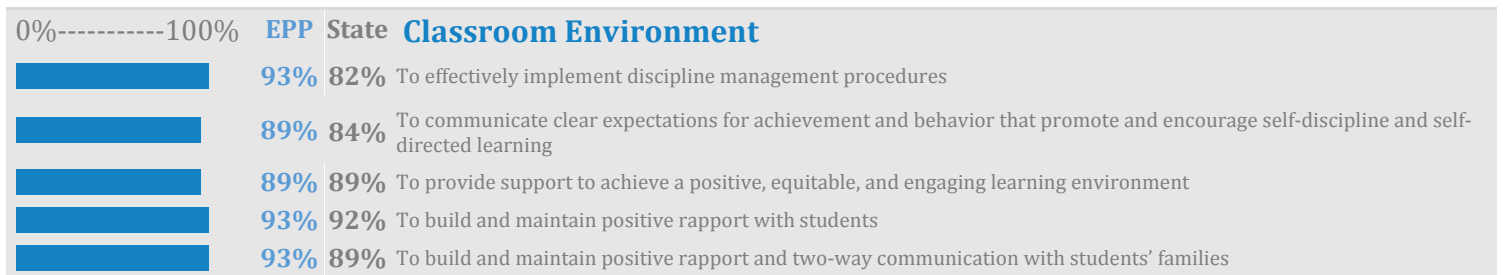 0%-----------100% EPP State Classroom Environment
93% 82% To effectively implement discipline management procedures
89% 84% To communicate clear expectations for achievement and behavior that promote and encourage self-discipline and self-
directed learning
89% 89% To provide support to achieve a positive, equitable, and engaging learning environment
93% 92% To build and maintain positive rapport with students
93% 89% To build and maintain positive rapport and two-way communication with students’ families